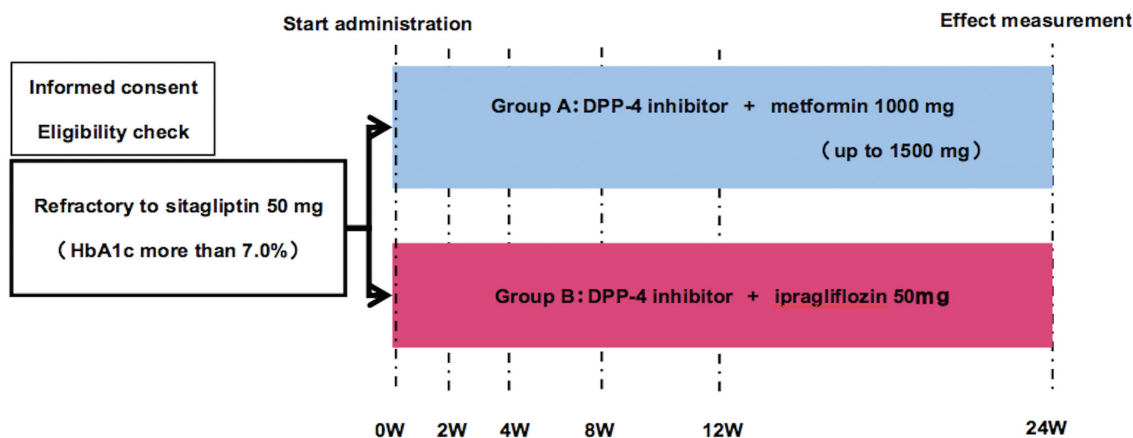 Start administration
Effect measurement
Informed consent
Eligibility check
Refractory to sitagliptin 50 mg
(HbA1c more than 7.0%)
Group A: DPP-4 inhibitor + metformin 1000 mg
(up to 1500 mg)
Group B: DPP-4 inhibitor + ipragliflozin 50mg
0W 2W 4W 8W 12W 24W